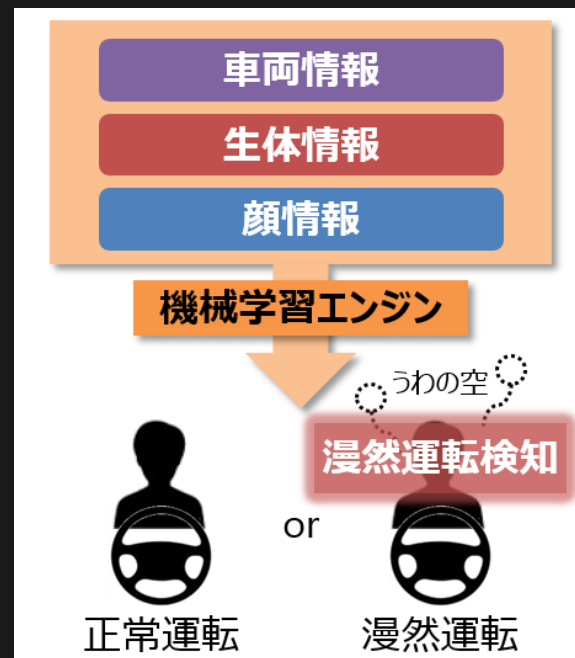 車両情報
生体情報
顔情報
機械学習エンジン
うわの空
漫然運転検知
or
正常運転
漫然運転